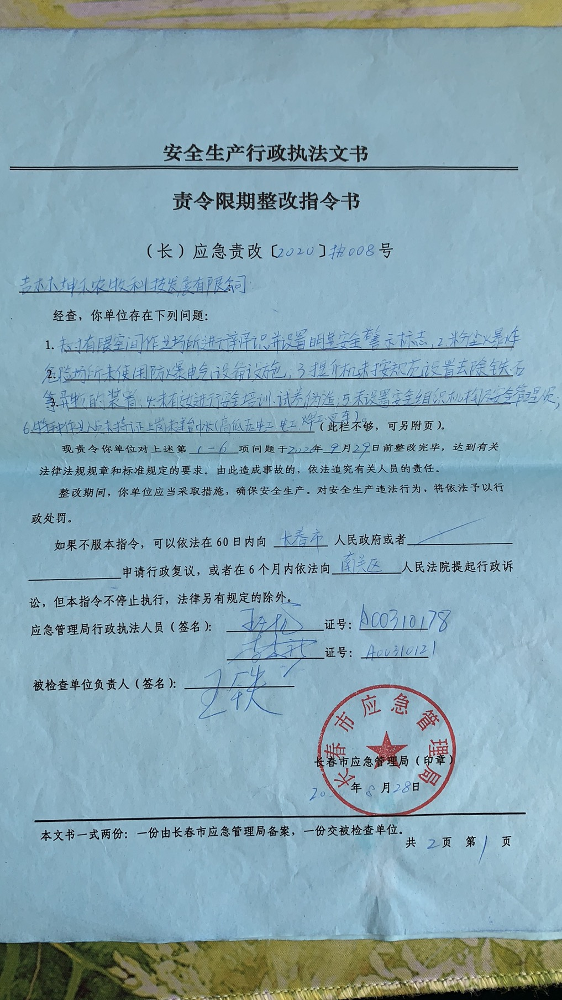 安全生产行政执法文书
责令限期整改指令书
（长）应急责改〔2020〕执008号
吉林坤禾农牧科技发展有限公司
经查，你单位存在下列问题：
1. 未对有限空间作业场所进行辨识并设置明显安全警示标志，2.粉尘爆炸
2. 危险场所未使用防爆电气设备设施，3.提升机未按规范设置去除铁、石
3. 等异物的装置；4.未有效进行安全培训、试卷伪造；5.未设置安全组织机构及安全管理员；
6.特种作业人员未持证上岗未建台帐（高低压电工、电工、焊工、叉车）。（此栏不够，可另附页）。
现责令你单位对上述第 1-6 项问题于2020年 9月29日前整改完毕，达到有关
法律法规规章和标准规定的要求。由此造成事故的，依法追究有关人员的责任。
整改期间，你单位应当采取措施，确保安全生产。对安全生产违法行为，将依法予以行
政处罚。
如果不服本指令，可以依法在60日内向 长春市 人民政府或者
申请行政复议，或者在6个月内依法向 南关区 人民法院提起行政诉
讼，但本指令不停止执行，法律另有规定的除外。
应急管理局行政执法人员（签名）： 证号：A00310178
证号：A00310121
被检查单位负责人（签名）：王铁
长春市应急管理局
长春市应急管理局（印章）
年8月28日
本文书一式两份：一份由长春市应急管理局备案，一份交被检查单位。
共 2页 第1 页